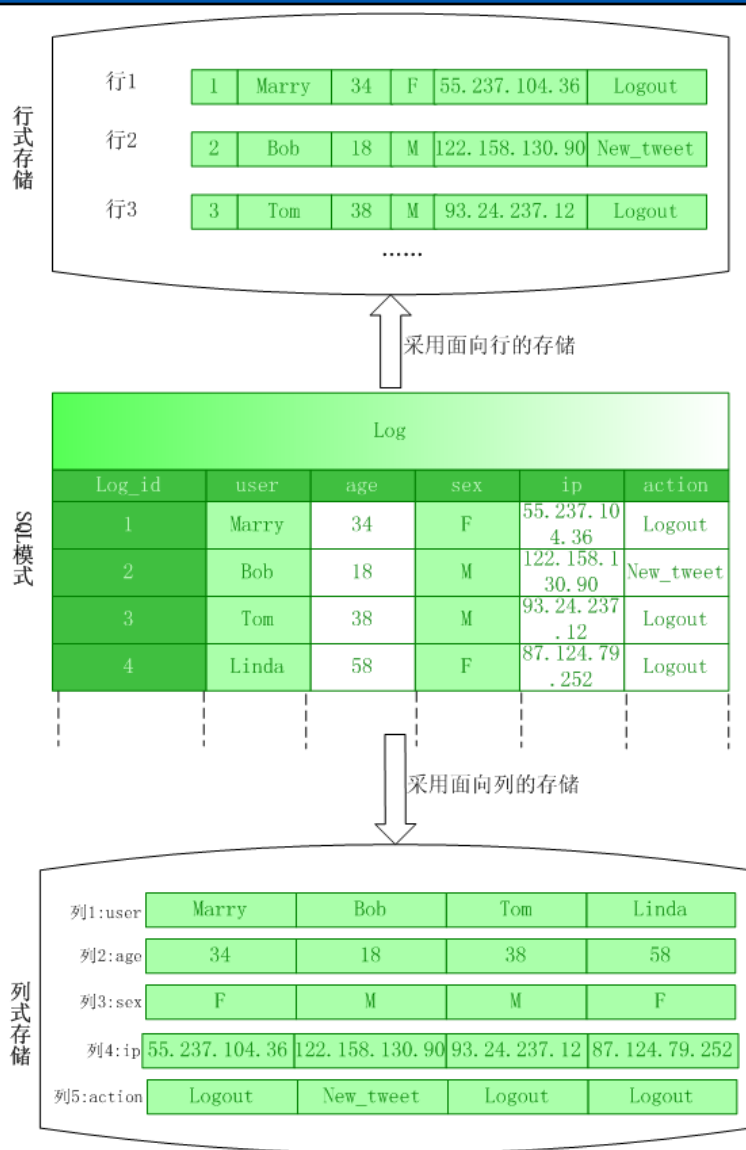 行式存储
行1 1 Marry 34 F 55.237.104.36 Logout
行2 2 Bob 18 M 122.158.130.90 New_tweet
行3 3 Tom 38 M 93.24.237.12 Logout
......
采用面向行的存储
SQL模式
Log
Log_id user age sex ip action
1 Marry 34 F 55.237.10
4.36 Logout
2 Bob 18 M 122.158.1
30.90 New_tweet
3 Tom 38 M 93.24.237
.12 Logout
4 Linda 58 F 87.124.79
.252 Logout
采用面向列的存储
列式存储
列1:user Marry Bob Tom Linda
列2:age 34 18 38 58
列3:sex F M M F
列4:ip 55.237.104.36 122.158.130.90 93.24.237.12 87.124.79.252
列5:action Logout New_tweet Logout Logout